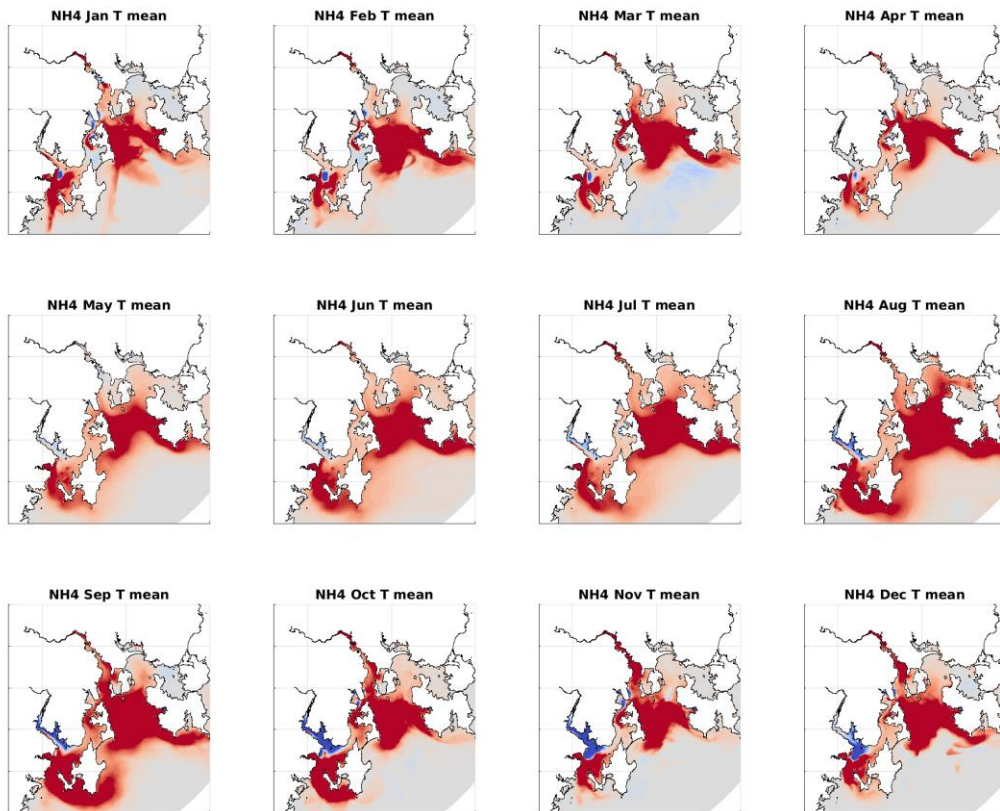 NH4 Jan T mean
NH4 Feb T mean
NH4 Mar T mean
NH4 Apr T mean
NH4 May T mean
NH4 Jun T mean
NH4 Jul T mean
NH4 Aug T mean
NH4 Sep T mean
NH4 Oct T mean
NH4 Nov T mean
NH4 Dec T mean